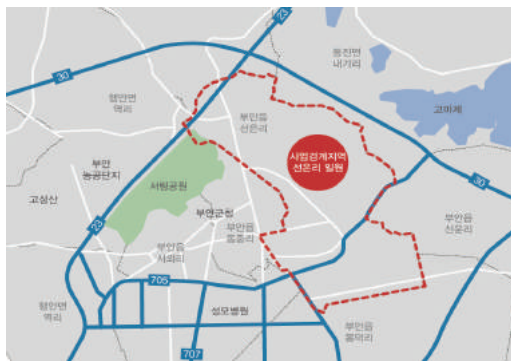 23
동진면
내기리
30
고마제
행안면
역리
부안읍
선은리
사업경계지역
선은리 일원
부안
농공단지
서림공원
30
고성산
부안군청
부안읍
선은리
23
부안읍
동중리
부안읍
사외리
705
행안면
역리
성모병원
부안읍
봉덕리
707